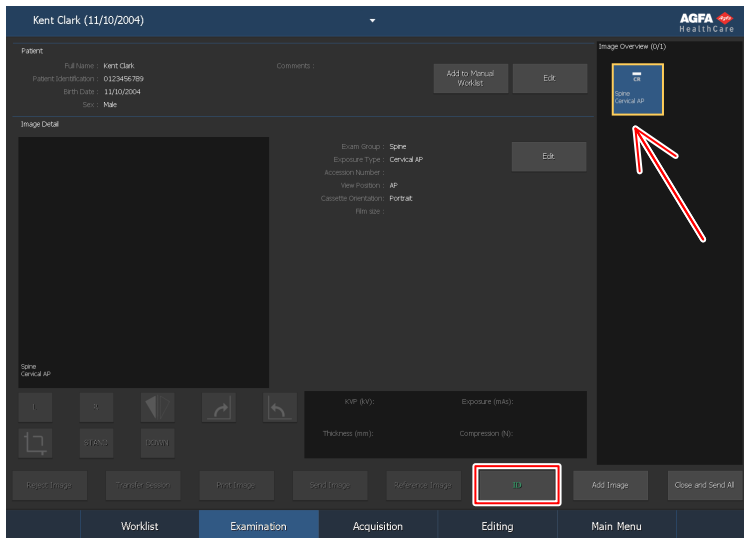 Kent Clark (11/10/2004)
AGFA
HealthCare
Patient
Full Name : Kent Clark
Comments :
Patient Identification : 0123456789
Birth Date : 11/10/2004
Sex : Male
Add to Manual
Worklist
Edit
Image Overview (0/1)
CR
Spine
Cervical AP
Image Detail
Exam Group : Spine
Exposure Type : Cervical AP
Accession Number :
View Position : AP
Cassette Orientation: Portrait
Film size :
Edit
Spine
Cervical AP
L
R
STAND
DOWN
KVP (kV):
Exposure (mAs):
Thickness (mm):
Compression (N):
Reject Image
Transfer Session
Print Image
Send Image
Reference Image
ID
Add Image
Close and Send All
Worklist
Examination
Acquisition
Editing
Main Menu